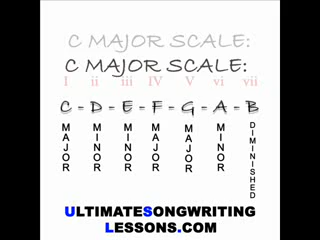 C MAJOR SCALE:
C MAJOR SCALE:
I ii iii IV V vi vii
C - D - E - F - G - A - B
MAJOR MINOR MINOR MAJOR MAJOR MINOR DIMINISHED
ULTIMATESONGWRITING
LESSONS.COM